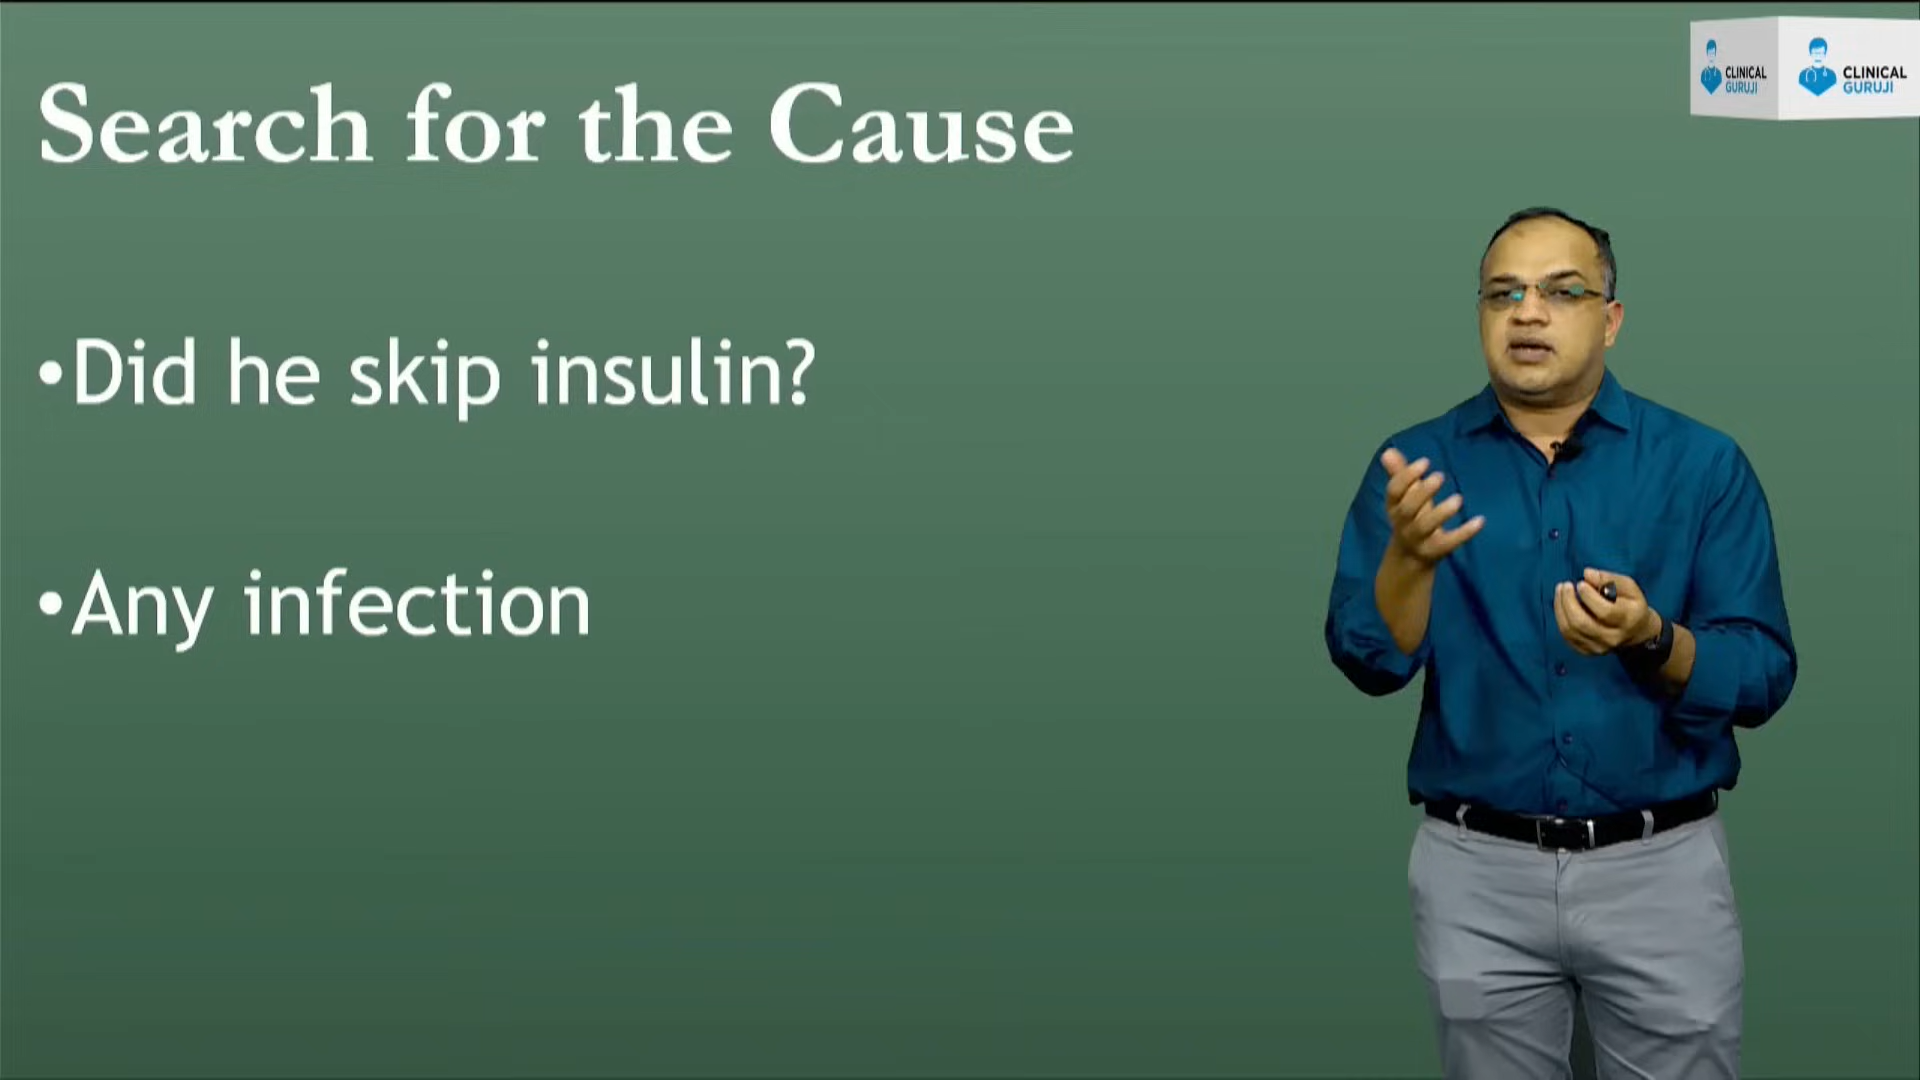 Search for the Cause
CLINICAL
GURUJI
CLINICAL
GURUJI
•Did he skip insulin?
•Any infection